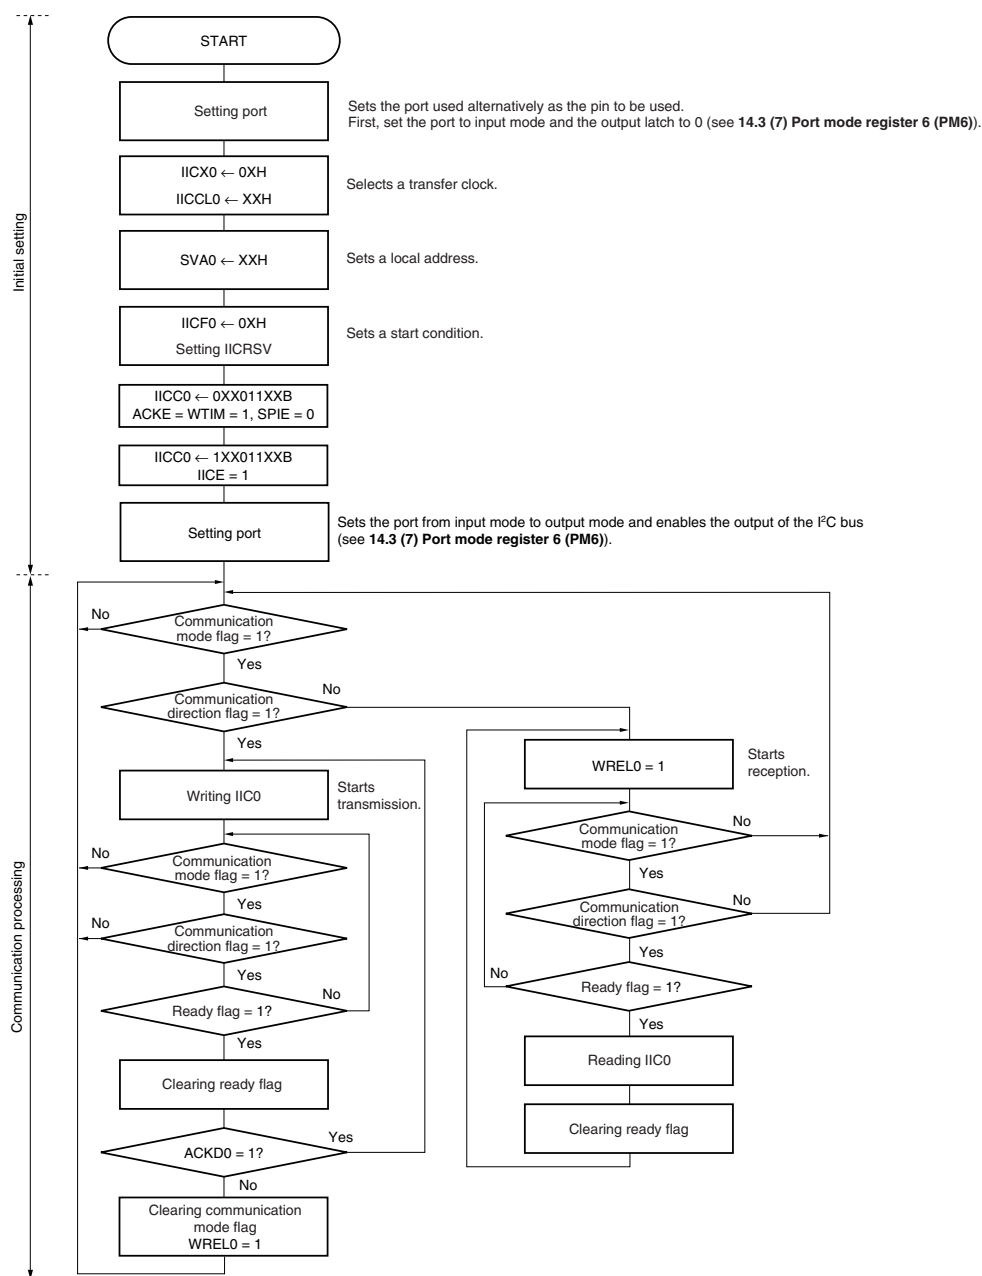 START
Setting port
Sets the port used alternatively as the pin to be used.
First, set the port to input mode and the output latch to 0 (see 14.3 (7) Port mode register 6 (PM6)).
IICX0 ← 0XH
IICCL0 ← XXH
Selects a transfer clock.
SVA0 ← XXH
Sets a local address.
Initial setting
IICF0 ← 0XH
Setting IICRSV
Sets a start condition.
IICC0 ← 0XX011XXB
ACKE = WTIM = 1, SPIE = 0
IICC0 ← 1XX011XXB
IICE = 1
Setting port
Sets the port from input mode to output mode and enables the output of the I²C bus
(see 14.3 (7) Port mode register 6 (PM6)).
No
Communication
mode flag = 1?
Yes
No
Communication
direction flag = 1?
Yes
Writing IIC0
Starts
transmission.
No
Communication
mode flag = 1?
Yes
No
Communication
direction flag = 1?
Yes
No
Ready flag = 1?
Yes
Clearing ready flag
Yes
ACKD0 = 1?
No
Clearing communication
mode flag
WREL0 = 1
WREL0 = 1
Starts
reception.
No
Communication
mode flag = 1?
Yes
No
Communication
direction flag = 1?
Yes
No
Ready flag = 1?
Yes
Reading IIC0
Clearing ready flag
Communication processing